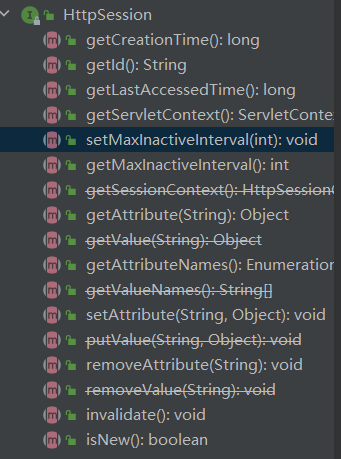 HttpSession
getCreationTime(): long
getId(): String
getLastAccessedTime(): long
getServletContext(): ServletConte
setMaxInactiveInterval(int): void
getMaxInactiveInterval(): int
getSessionContext(): HttpSession
getAttribute(String): Object
getValue(String): Object
getAttributeNames(): Enumeration
getValueNames(): String[]
setAttribute(String, Object): void
putValue(String, Object): void
removeAttribute(String): void
removeValue(String): void
invalidate(): void
isNew(): boolean